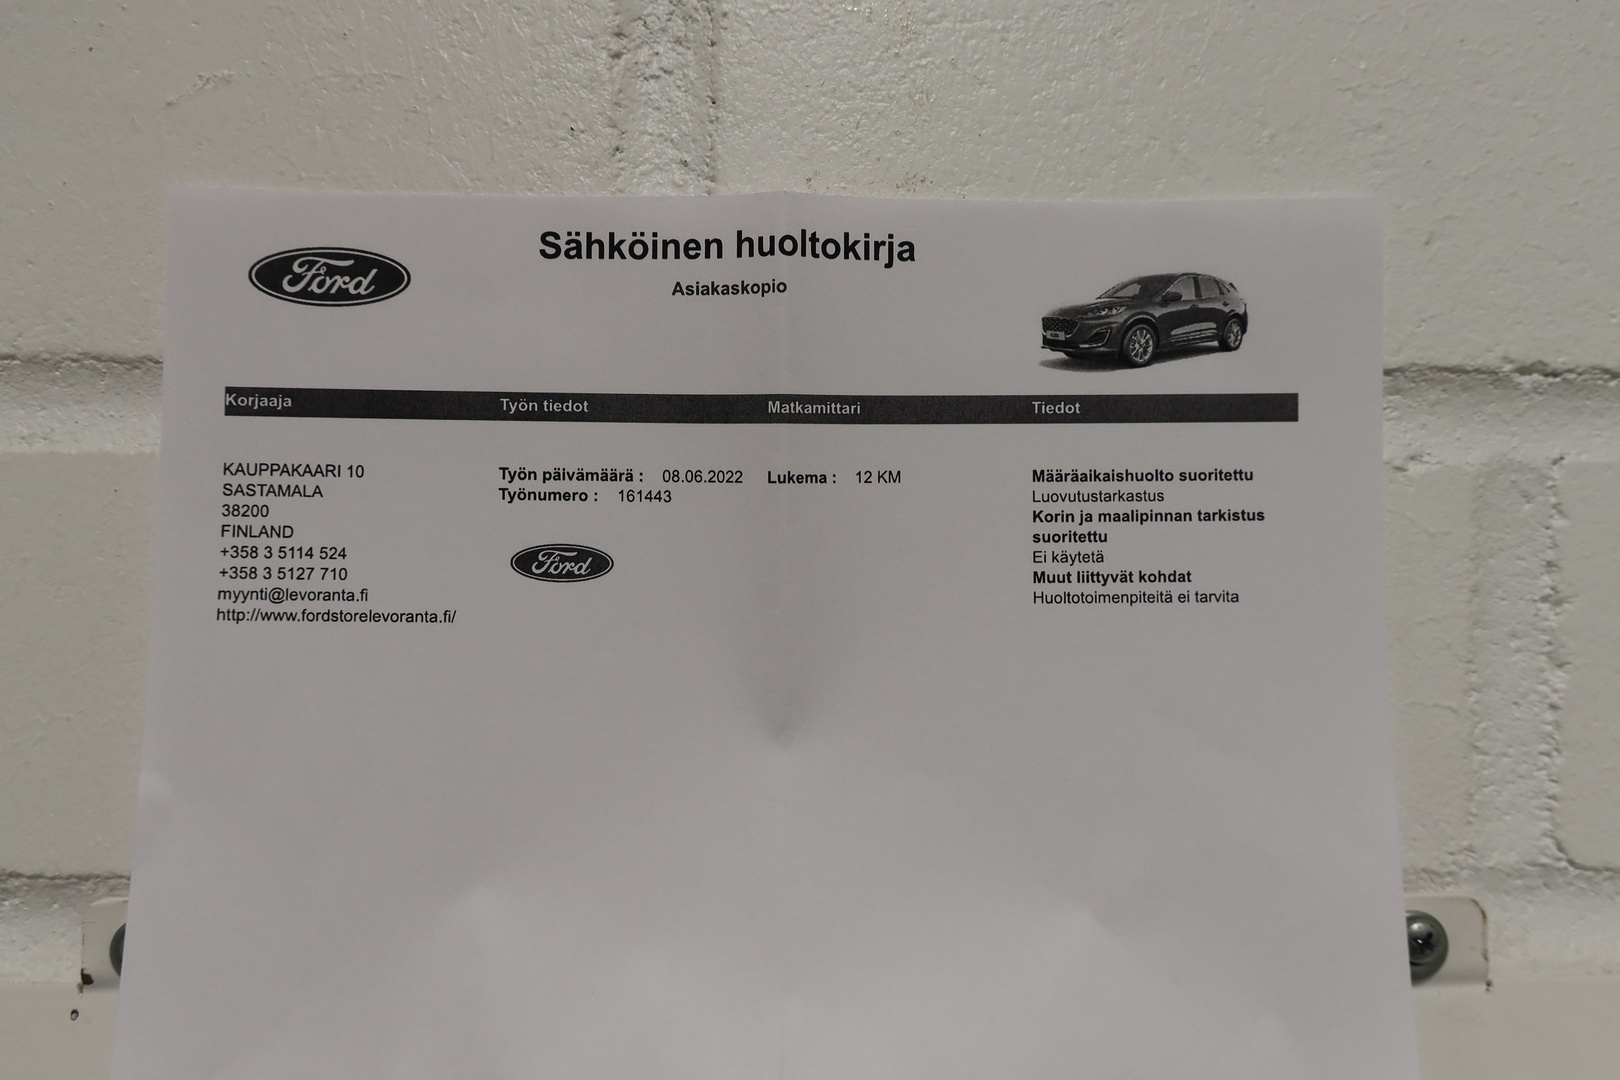 Ford
Sähköinen huoltokirja
Asiakaskopio
Korjaaja Työn tiedot Matkamittari Tiedot
KAUPPAKAARI 10
SASTAMALA
38200
FINLAND
+358 3 5114 524
+358 3 5127 710
myynti@levoranta.fi
http://www.fordstorelevoranta.fi/
Työn päivämäärä : 08.06.2022
Työnumero : 161443
Ford
Lukema : 12 KM
Määräaikaishuolto suoritettu
Luovutustarkastus
Korin ja maalipinnan tarkistus
suoritettu
Ei käytetä
Muut liittyvät kohdat
Huoltotoimenpiteitä ei tarvita